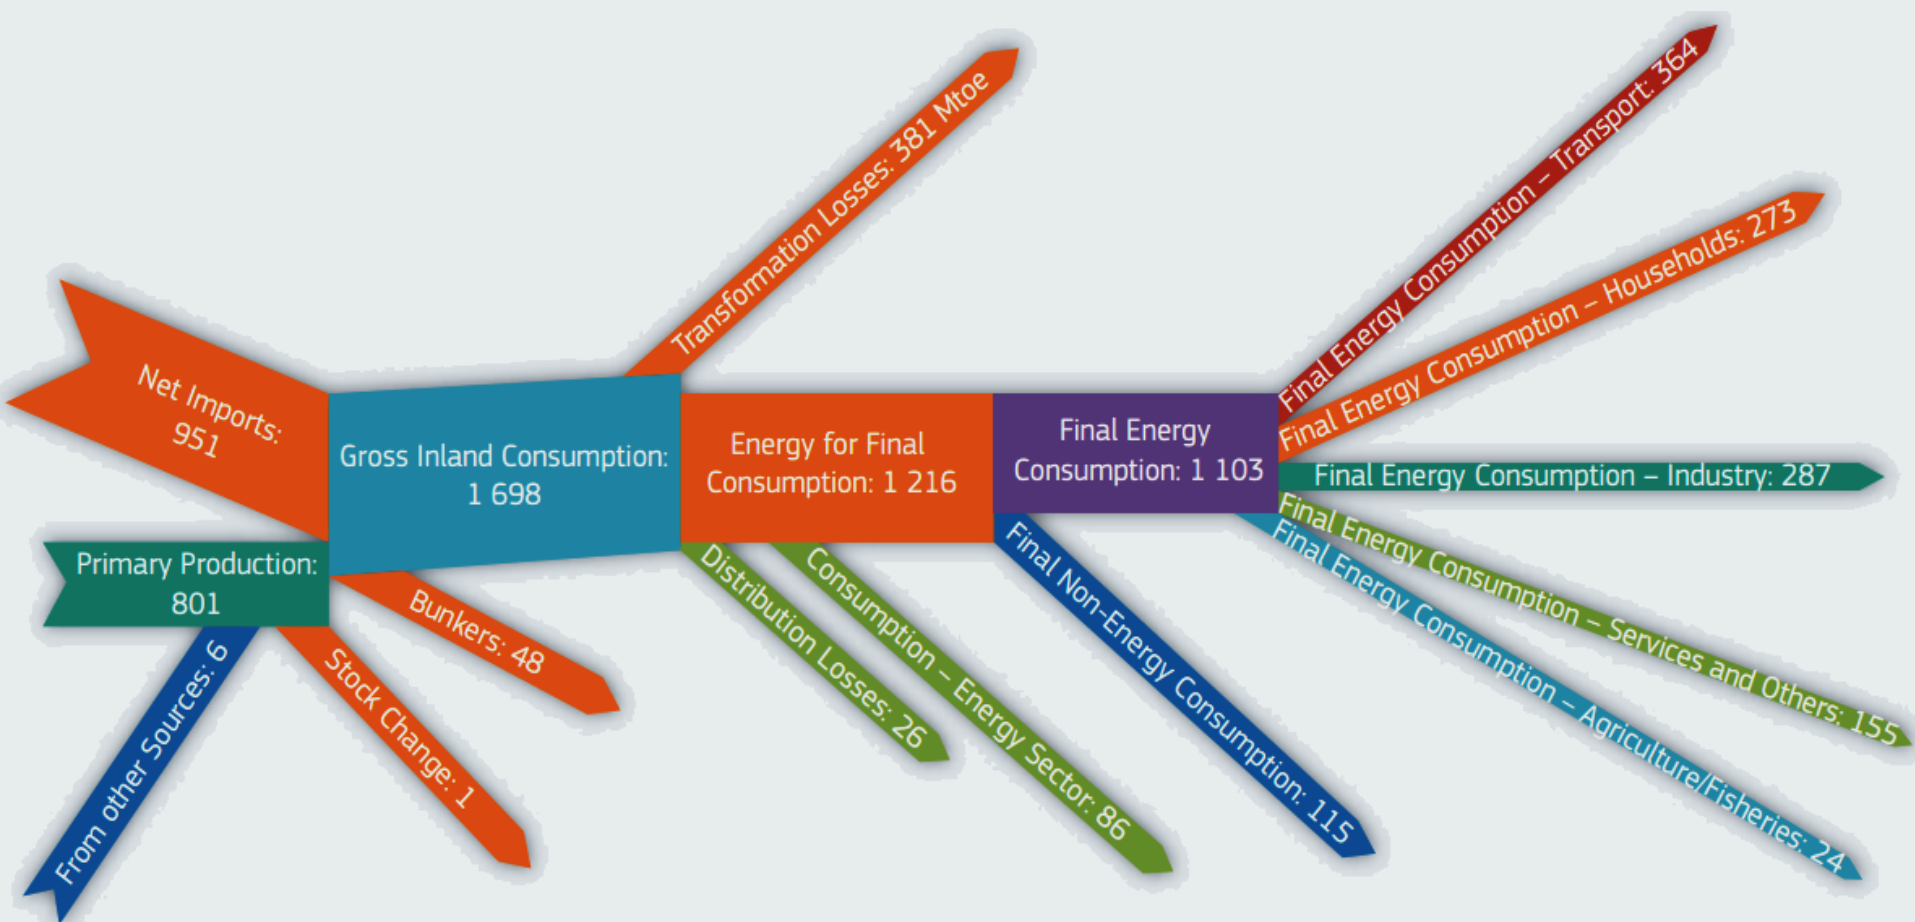 Net Imports:
951
Primary Production:
801
From other Sources: 6
Stock Change: 1
Bunkers: 48
Gross Inland Consumption:
1 698
Transformation Losses: 381 Mtoe
Energy for Final
Consumption: 1 216
Distribution Losses: 26
Consumption – Energy Sector: 86
Final Energy
Consumption: 1 103
Final Non-Energy Consumption: 115
Final Energy Consumption – Transport: 364
Final Energy Consumption – Households: 273
Final Energy Consumption – Industry: 287
Final Energy Consumption – Services and Others: 155
Final Energy Consumption – Agriculture/Fisheries: 24